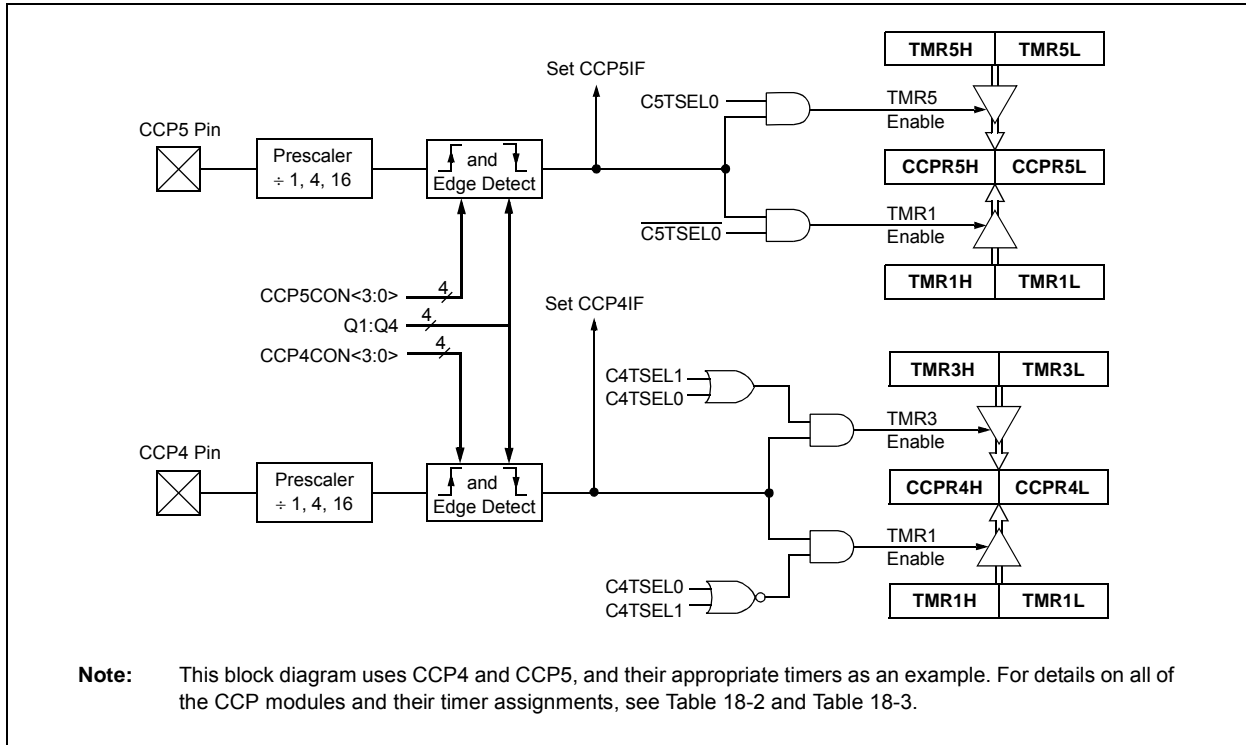 TMR5H TMR5L
Set CCP5IF
C5TSEL0
TMR5
Enable
CCP5 Pin
Prescaler
÷ 1, 4, 16
and
Edge Detect
CCPR5H CCPR5L
C5TSEL0
TMR1
Enable
TMR1H TMR1L
CCP5CON<3:0> 4
Q1:Q4 4
CCP4CON<3:0> 4
Set CCP4IF
TMR3H TMR3L
C4TSEL1
C4TSEL0
TMR3
Enable
CCP4 Pin
Prescaler
÷ 1, 4, 16
and
Edge Detect
CCPR4H CCPR4L
TMR1
Enable
C4TSEL0
C4TSEL1
TMR1H TMR1L
Note: This block diagram uses CCP4 and CCP5, and their appropriate timers as an example. For details on all of
the CCP modules and their timer assignments, see Table 18-2 and Table 18-3.